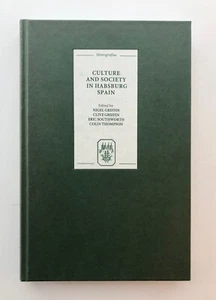 Monografías
CULTURE
AND SOCIETY
IN HABSBURG
SPAIN
Edited by
NIGEL GRIFFIN
CLIVE GRIFFIN
ERIC SOUTHWORTH
COLIN THOMPSON